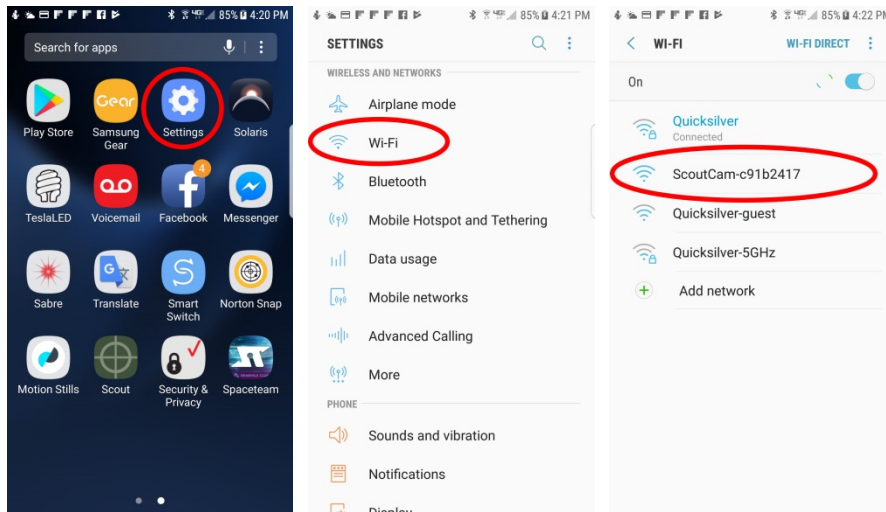 85% 4:20 PM
Search for apps
Gear
Play Store
Samsung
Gear
Settings
Solaris
4
TeslaLED
Voicemail
Facebook
Messenger
Sabre
Translate
Smart
Switch
Norton Snap
Motion Stills
Scout
Security &
Privacy
Spaceteam
85% 4:21 PM
SETTINGS
WIRELESS AND NETWORKS
Airplane mode
Wi-Fi
Bluetooth
Mobile Hotspot and Tethering
Data usage
Mobile networks
Advanced Calling
More
PHONE
Sounds and vibration
Notifications
Display
85% 4:22 PM
WI-FI
WI-FI DIRECT
On
Quicksilver
Connected
ScoutCam-c91b2417
Quicksilver-guest
Quicksilver-5GHz
Add network